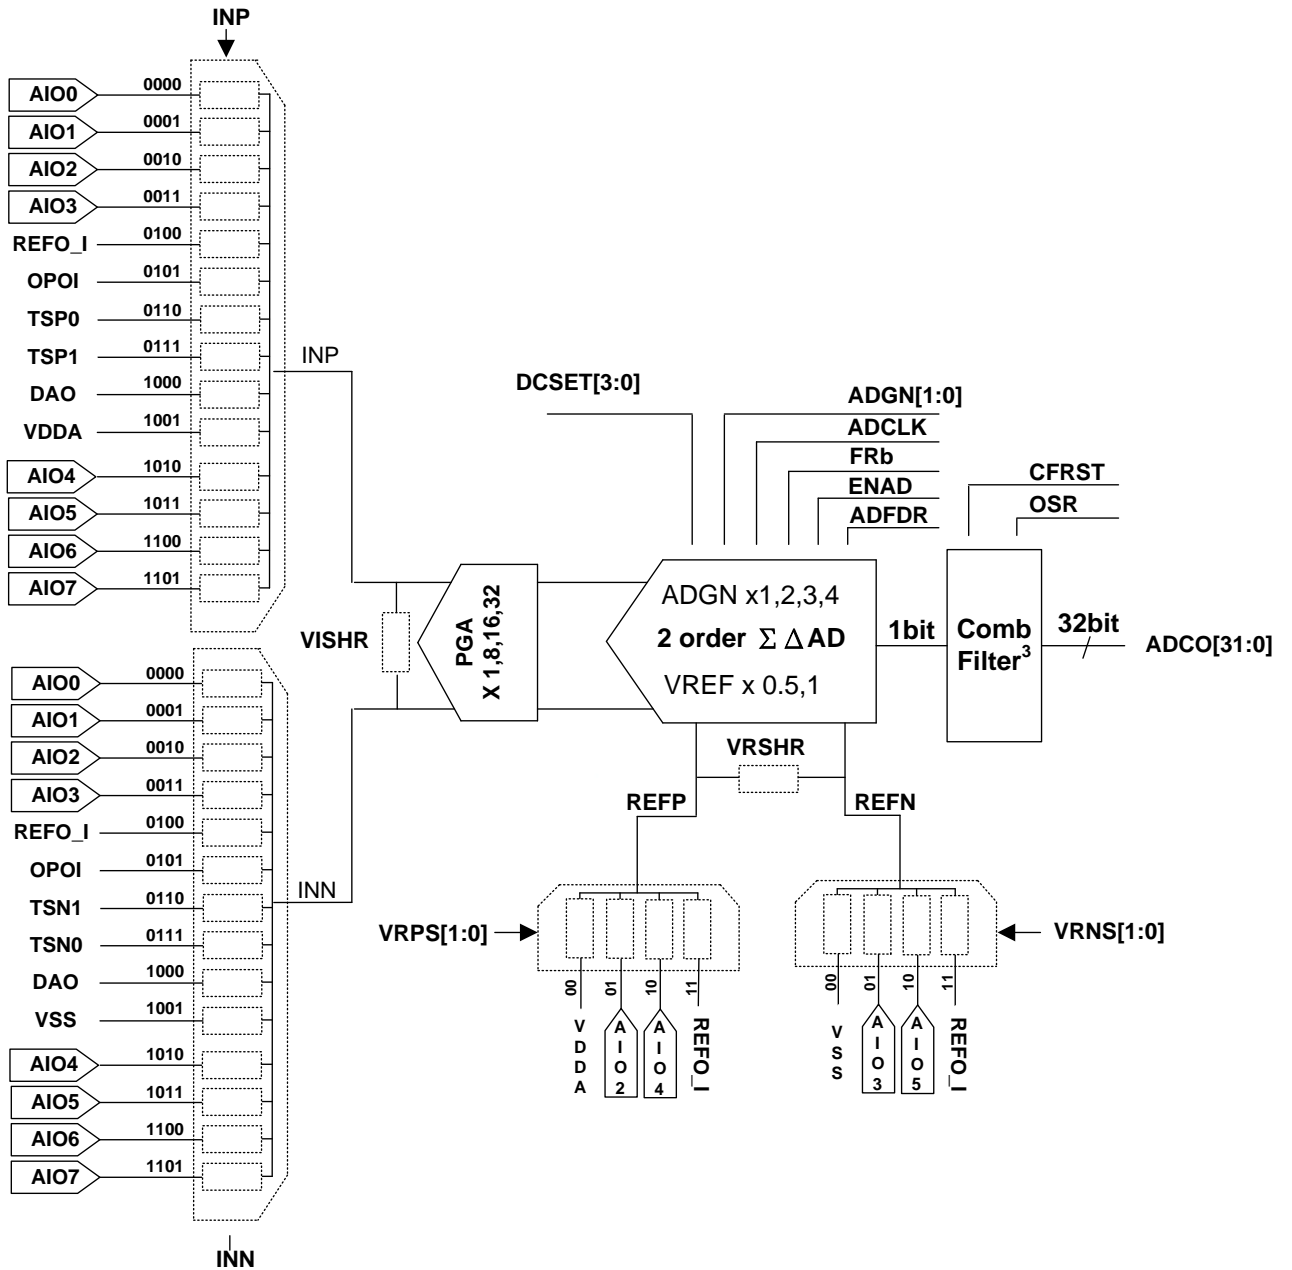 INP
AIO0 0000
AIO1 0001
AIO2 0010
AIO3 0011
REFO_I 0100
OPOI 0101
TSP0 0110
TSP1 0111
DAO 1000
VDDA 1001
AIO4 1010
AIO5 1011
AIO6 1100
AIO7 1101
INP
DCSET[3:0]
ADGN[1:0]
ADCLK
FRb
ENAD
ADFDR
CFRST
OSR
VISHR
PGA
X 1,8,16,32
ADGN x1,2,3,4
2 order Σ Δ AD
VREF x 0.5,1
1bit
Comb
Filter³
32bit
ADCO[31:0]
VRSHR
REFP
REFN
AIO0 0000
AIO1 0001
AIO2 0010
AIO3 0011
REFO_I 0100
OPOI 0101
TSN1 0110
TSN0 0111
DAO 1000
VSS 1001
AIO4 1010
AIO5 1011
AIO6 1100
AIO7 1101
INN
INN
VRPS[1:0]
00 01 10 11
VDDA AIO2 AIO4 REFO_I
VRNS[1:0]
00 01 10 11
VSS AIO3 AIO5 REFO_I